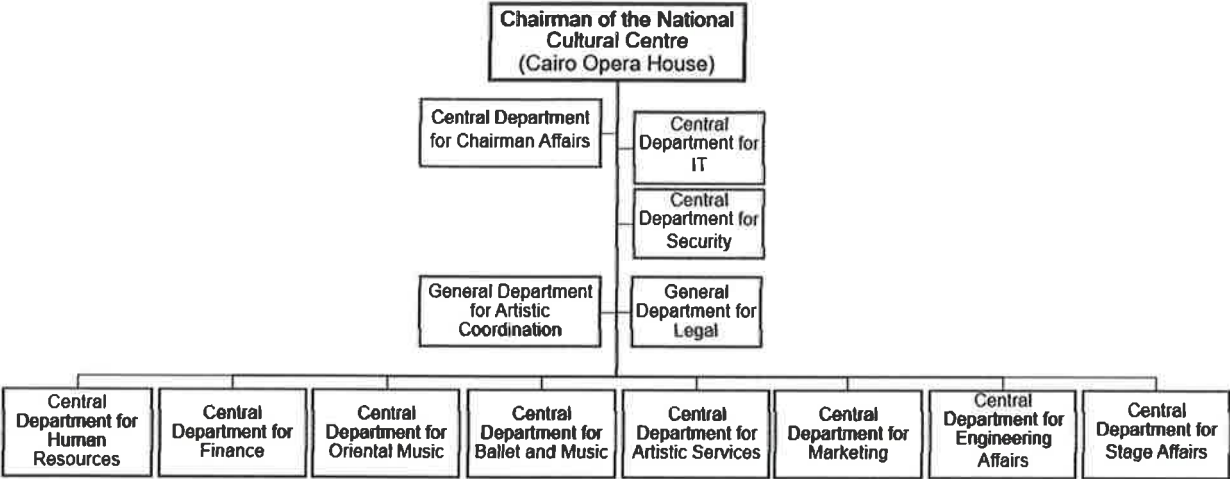 Chairman of the National
Cultural Centre
(Cairo Opera House)
Central Department
for Chairman Affairs
Central
Department for
IT
Central
Department for
Security
General Department
for Artistic
Coordination
General
Department for
Legal
Central
Department for
Human
Resources
Central
Department for
Finance
Central
Department for
Oriental Music
Central
Department for
Ballet and Music
Central
Department for
Artistic Services
Central
Department for
Marketing
Central
Department for
Engineering
Affairs
Central
Department for
Stage Affairs